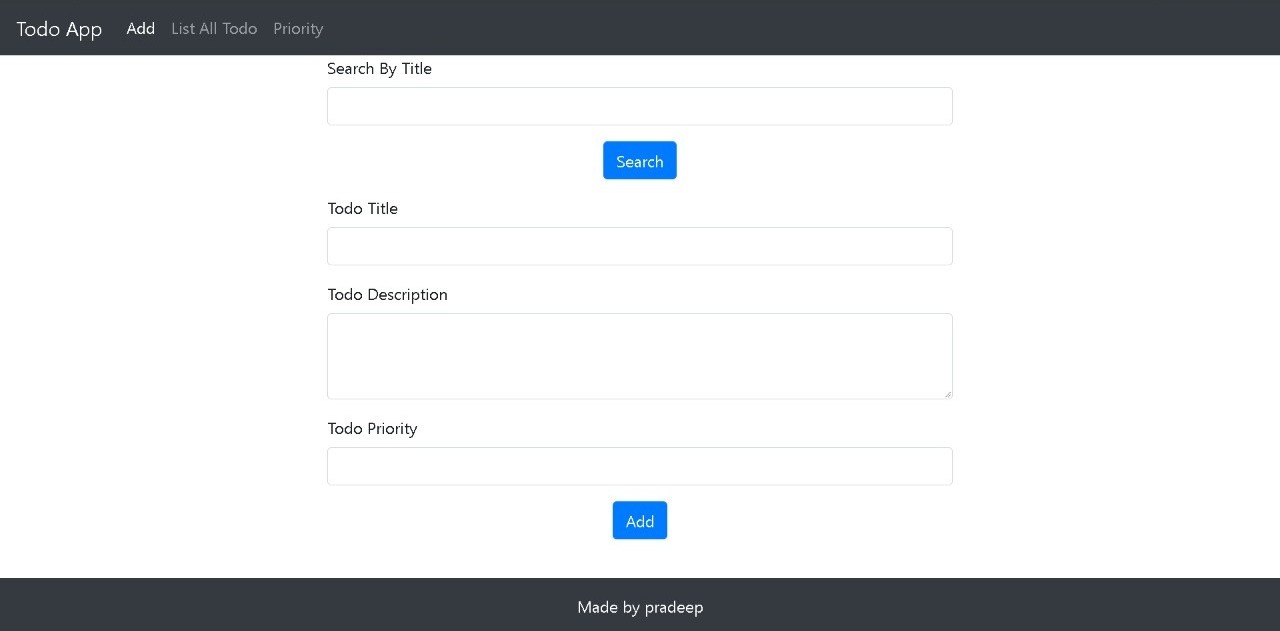 Todo App Add List All Todo Priority
Search By Title
Search
Todo Title
Todo Description
Todo Priority
Add
Made by pradeep